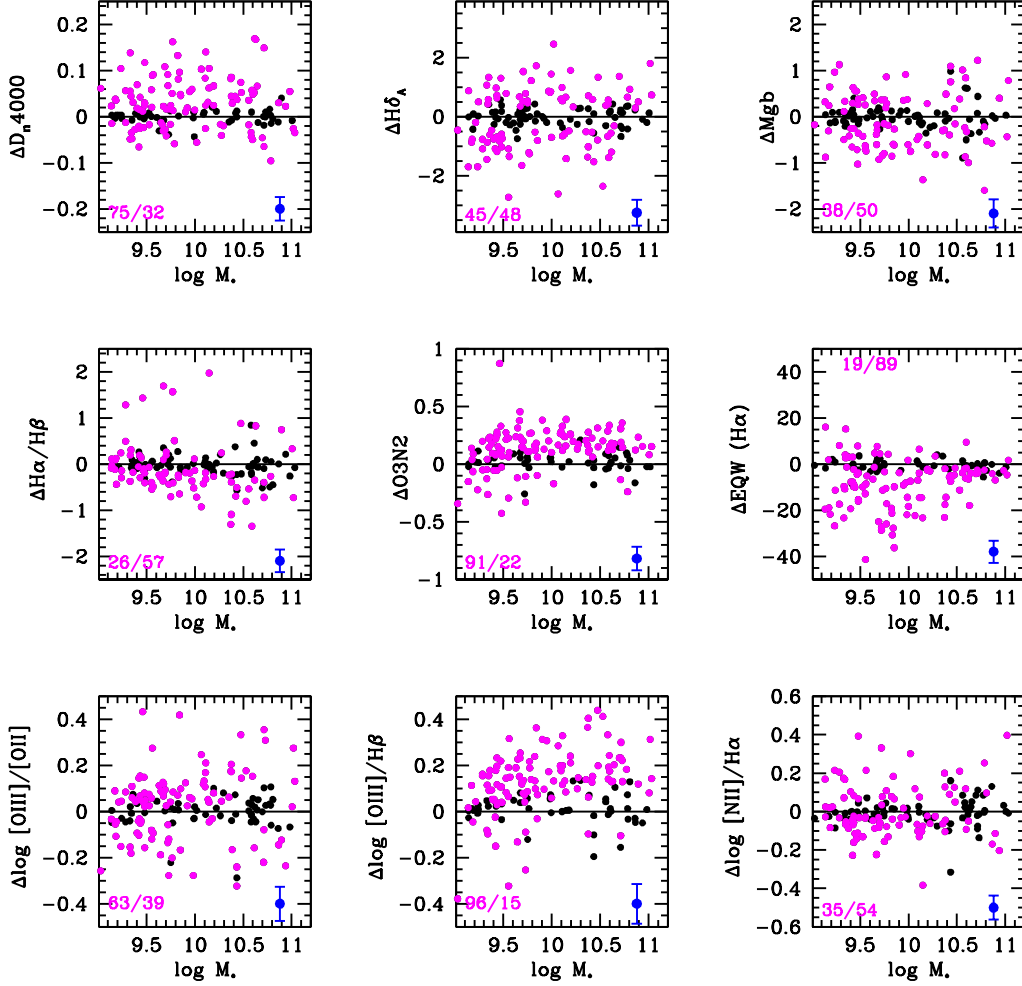 0.2
0.1
0
−0.1
−0.2
ΔDn4000
75/32
9.5 10 10.5 11
log M*
2
0
−2
ΔHδA
45/48
9.5 10 10.5 11
log M*
2
1
0
−1
−2
ΔMgb
38/50
9.5 10 10.5 11
log M*
2
1
0
−1
−2
ΔHα/Hβ
26/57
9.5 10 10.5 11
log M*
1
0.5
0
−0.5
−1
ΔO3N2
91/22
9.5 10 10.5 11
log M*
40
20
0
−20
−40
ΔEQW (Hα)
19/89
9.5 10 10.5 11
log M*
0.4
0.2
0
−0.2
−0.4
Δlog [OIII]/[OII]
63/39
9.5 10 10.5 11
log M*
0.4
0.2
0
−0.2
−0.4
Δlog [OIII]/Hβ
96/15
9.5 10 10.5 11
log M*
0.6
0.4
0.2
0
−0.2
−0.4
−0.6
Δlog [NII]/Hα
35/54
9.5 10 10.5 11
log M*